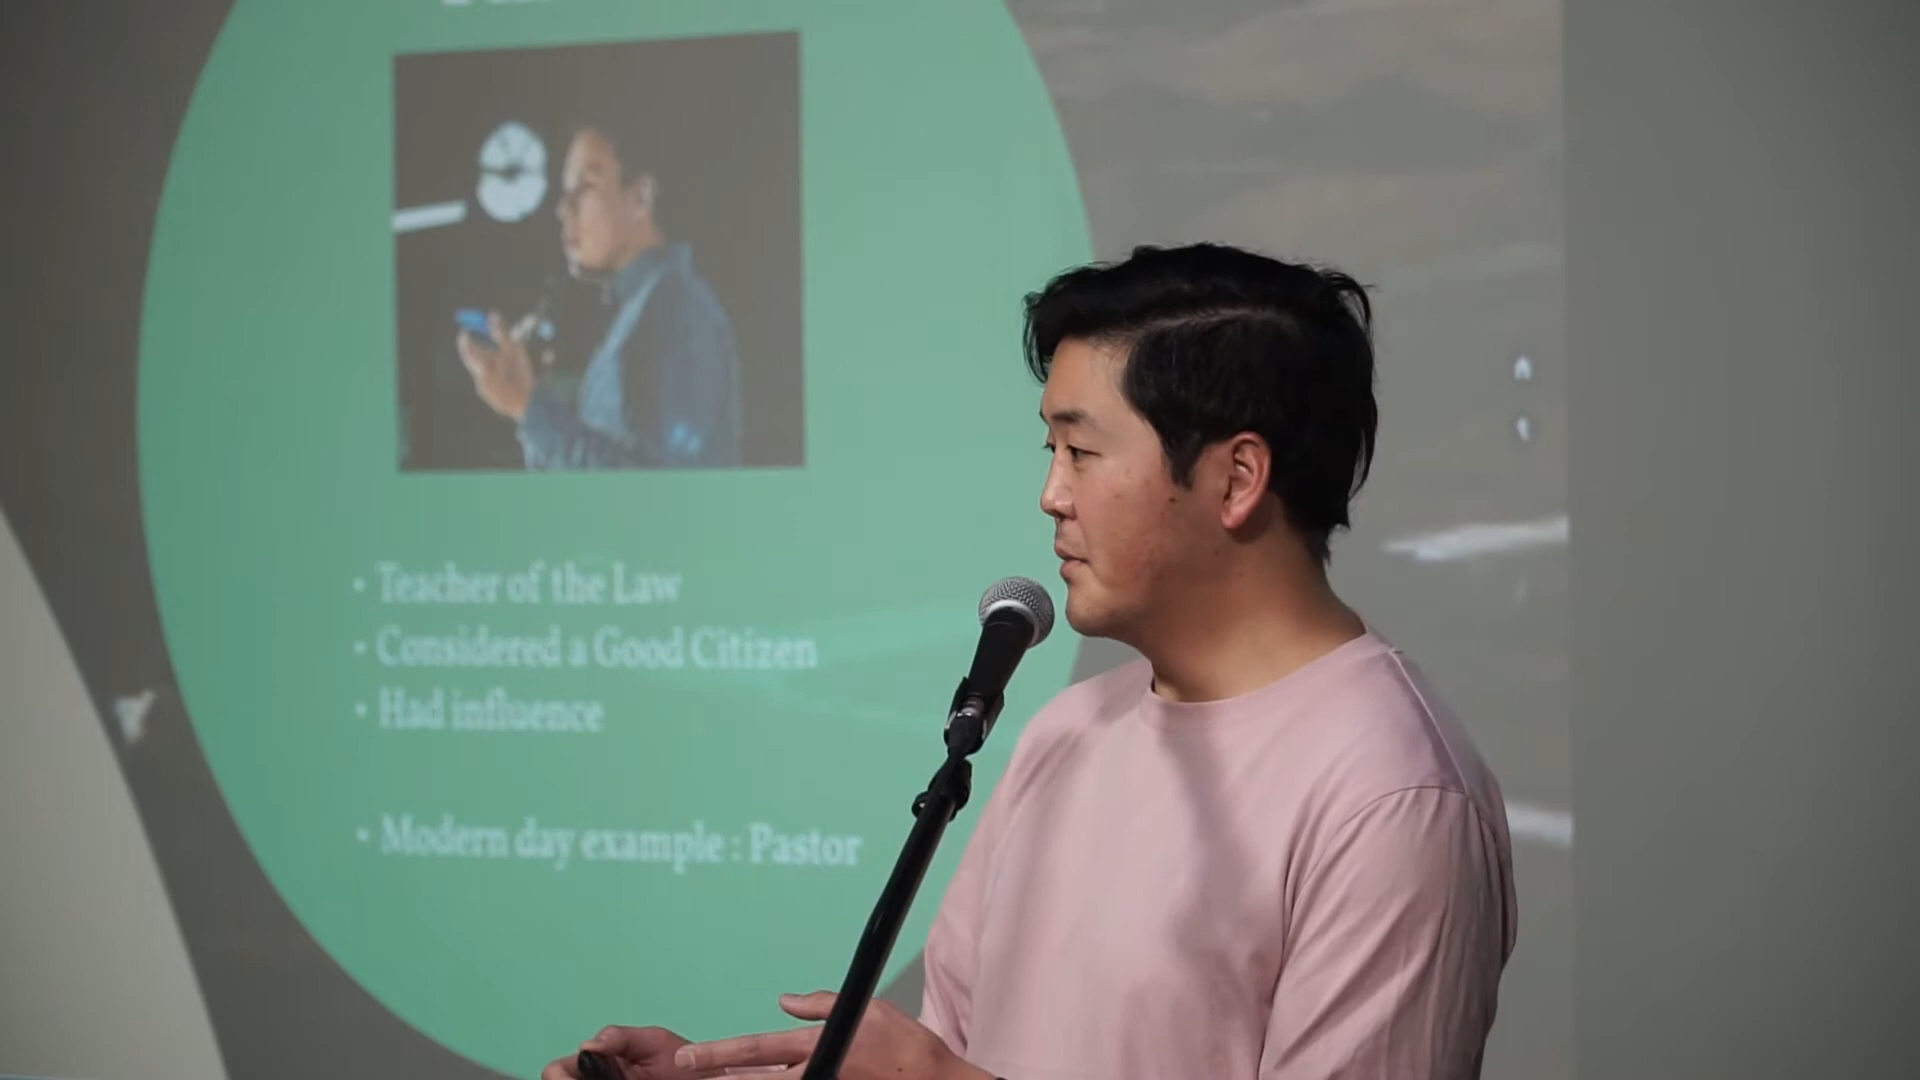 • Teacher of the Law
• Considered a Good Citizen
• Had influence
• Modern day example : Pastor